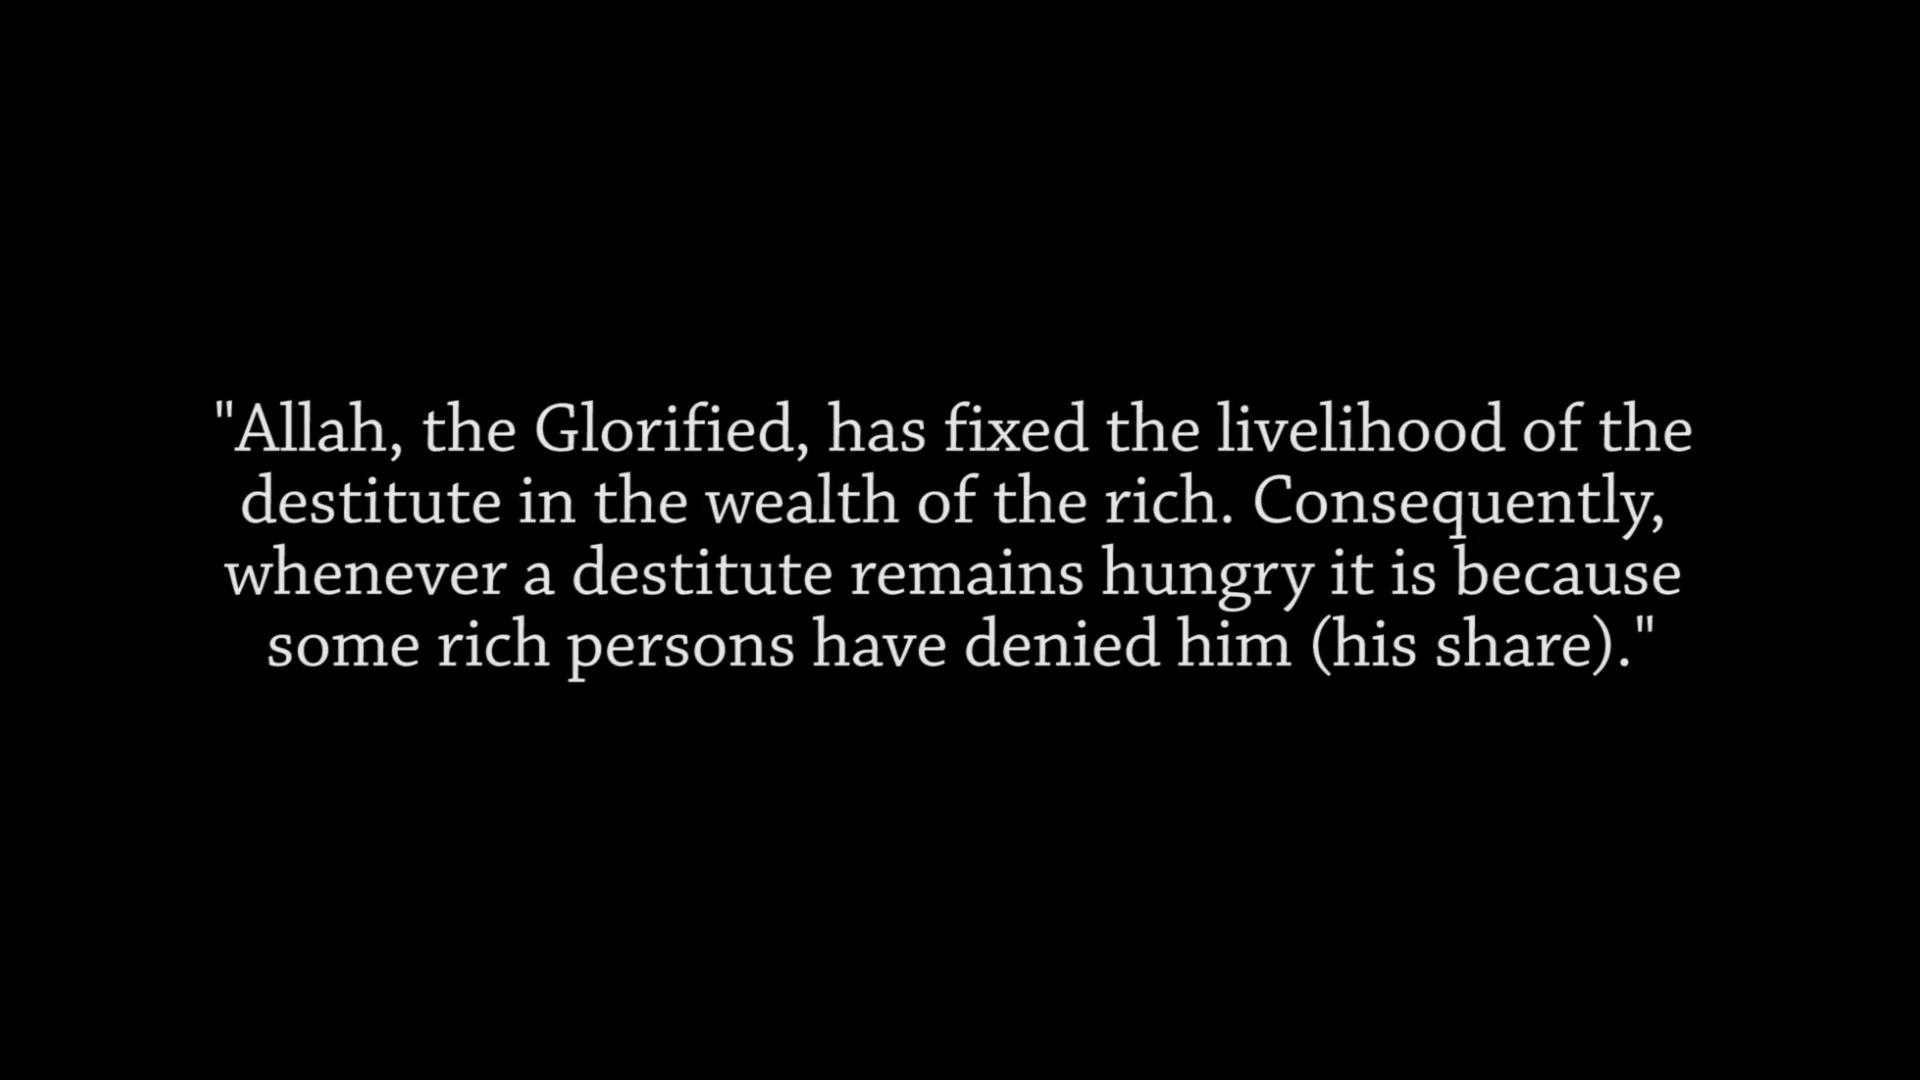 "Allah, the Glorified, has fixed the livelihood of the
destitute in the wealth of the rich. Consequently,
whenever a destitute remains hungry it is because
some rich persons have denied him (his share)."